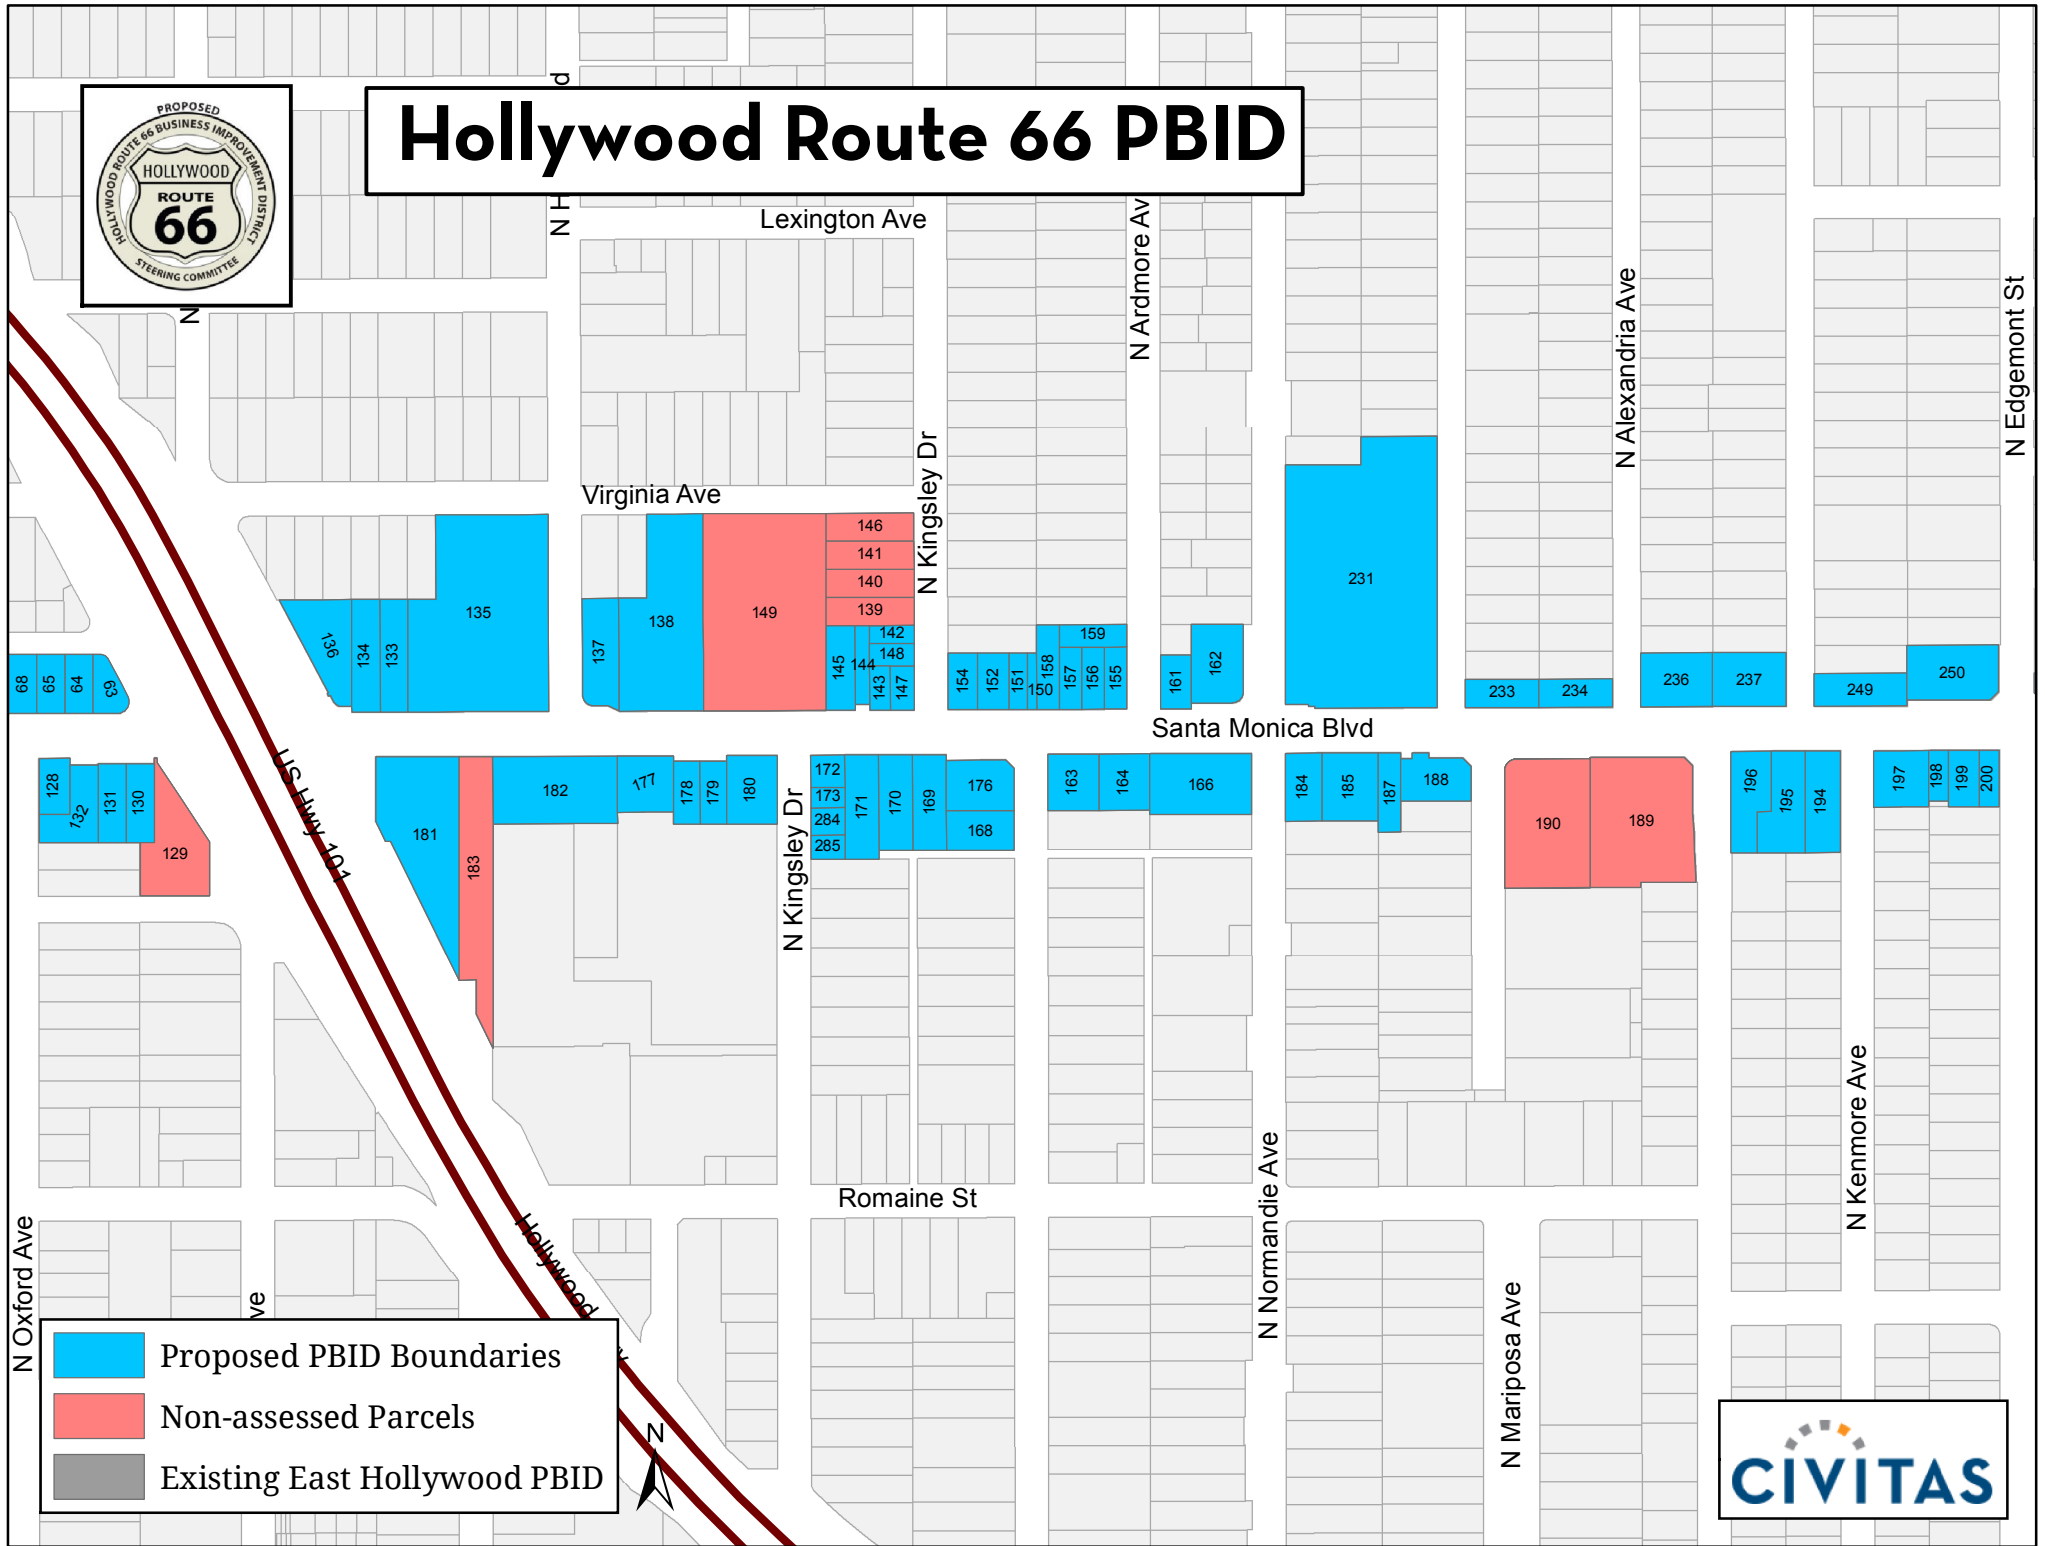 Hollywood Route 66 PBID
PROPOSED
HOLLYWOOD ROUTE 66 BUSINESS IMPROVEMENT DISTRICT
HOLLYWOOD
ROUTE
66
STEERING COMMITTEE
Lexington Ave
N Ardmore Av
N Alexandria Ave
N Edgemont St
N
Virginia Ave
N Kingsley Dr
146
141
140
139
149
135
138
231
136
134
133
137
145
144
142
148
143
147
154
152
151
150
158
159
157
156
155
161
162
233
234
236
237
249
250
68
65
64
63
Santa Monica Blvd
128
132
131
130
129
US Hwy 101
181
183
182
177
178
179
180
N Kingsley Dr
172
173
284
285
171
170
169
176
168
163
164
166
184
185
187
188
190
189
196
195
194
197
198
199
200
Romaine St
N Oxford Ave
ve
Hollywood
N Normandie Ave
N Mariposa Ave
N Kenmore Ave
Proposed PBID Boundaries
Non-assessed Parcels
Existing East Hollywood PBID
N
CIVITAS